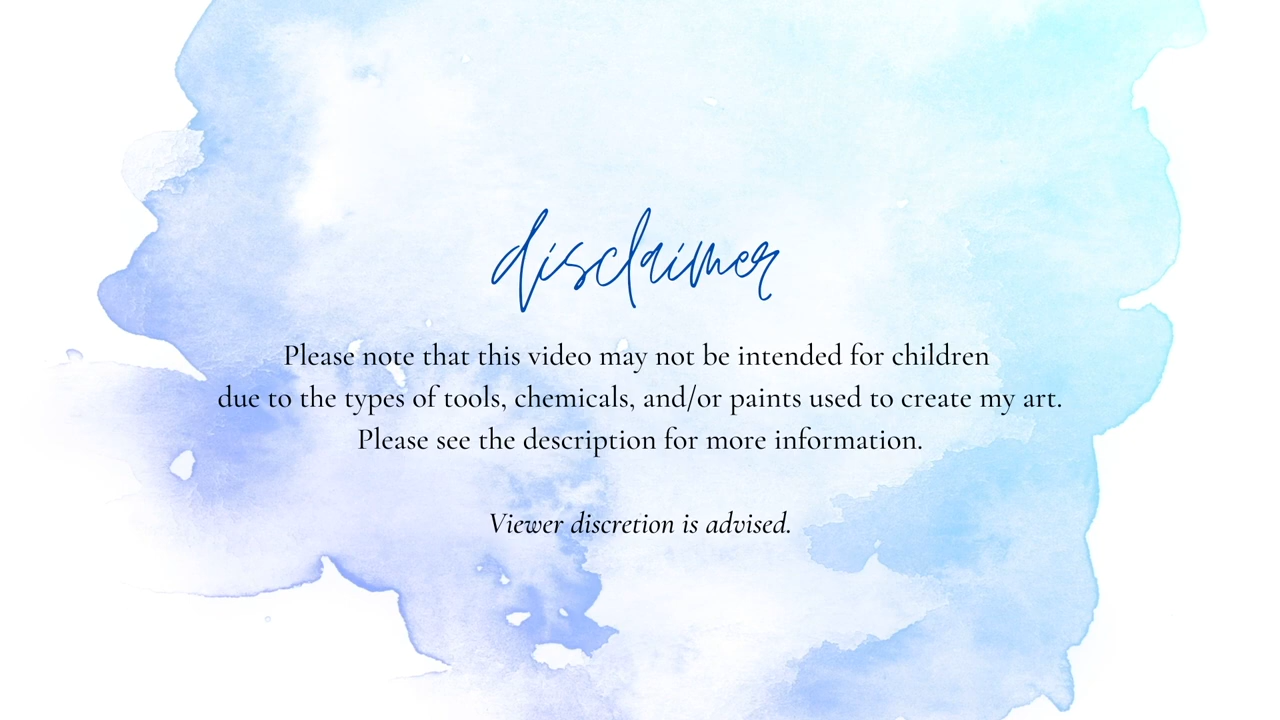 disclaimer
Please note that this video may not be intended for children
due to the types of tools, chemicals, and/or paints used to create my art.
Please see the description for more information.
Viewer discretion is advised.